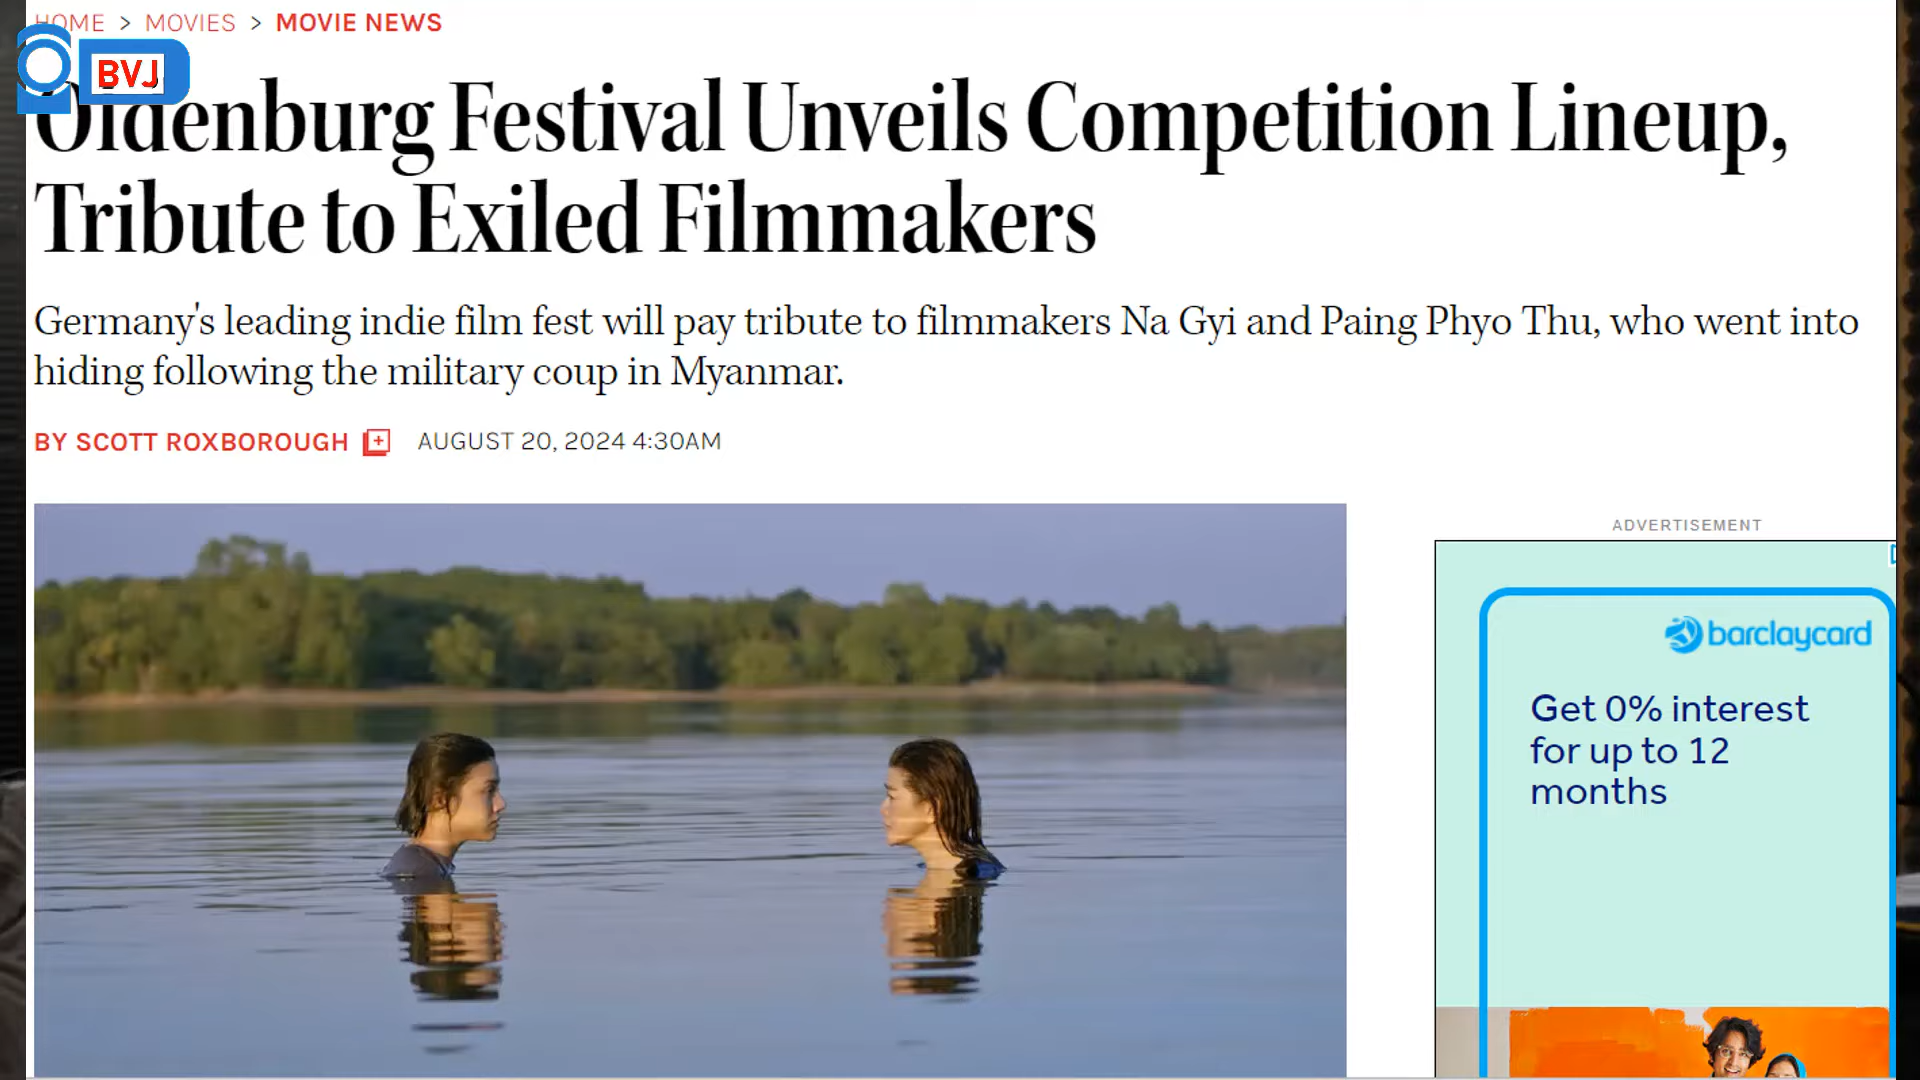 HOME > MOVIES > MOVIE NEWS
BVJ
Oldenburg Festival Unveils Competition Lineup,
Tribute to Exiled Filmmakers
Germany's leading indie film fest will pay tribute to filmmakers Na Gyi and Paing Phyo Thu, who went into
hiding following the military coup in Myanmar.
BY SCOTT ROXBOROUGH AUGUST 20, 2024 4:30AM
ADVERTISEMENT
barclaycard
Get 0% interest
for up to 12
months